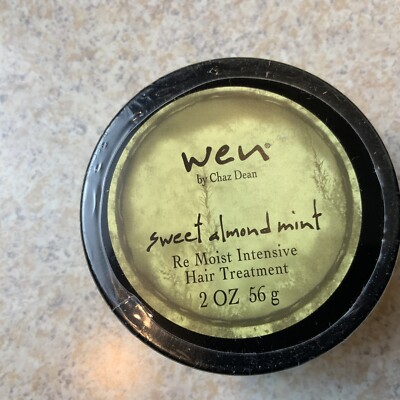 wen®
by Chaz Dean
sweet almond mint
Re Moist Intensive
Hair Treatment
2 OZ 56 g